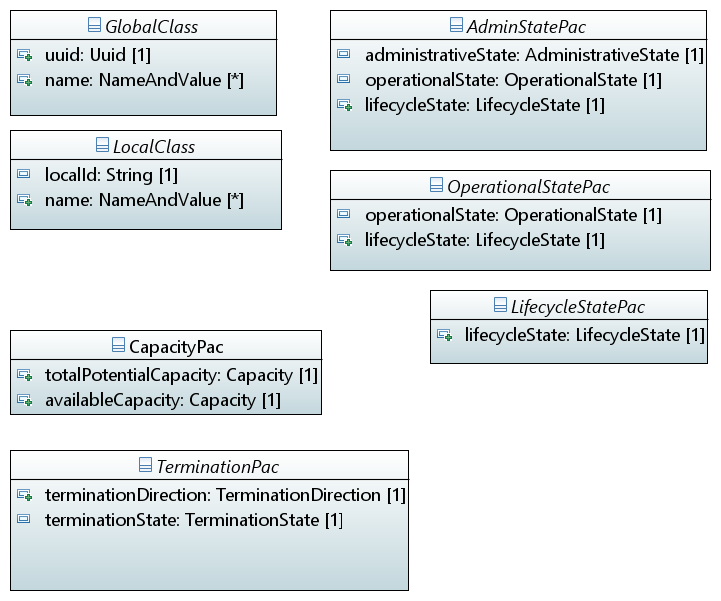 GlobalClass
uuid: Uuid [1]
name: NameAndValue [*]
AdminStatePac
administrativeState: AdministrativeState [1]
operationalState: OperationalState [1]
lifecycleState: LifecycleState [1]
LocalClass
localId: String [1]
name: NameAndValue [*]
OperationalStatePac
operationalState: OperationalState [1]
lifecycleState: LifecycleState [1]
LifecycleStatePac
lifecycleState: LifecycleState [1]
CapacityPac
totalPotentialCapacity: Capacity [1]
availableCapacity: Capacity [1]
TerminationPac
terminationDirection: TerminationDirection [1]
terminationState: TerminationState [1]